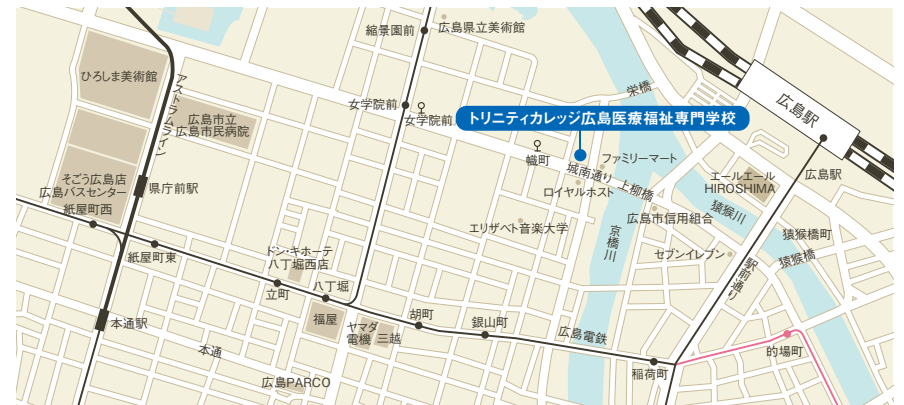 縮景園前
広島県立美術館
ひろしま美術館
アストラムライン
広島市立
広島市民病院
女学院前
女学院前
トリニティカレッジ広島医療福祉専門学校
栄橋
広島駅
広島駅
幟町
城南通り
ファミリーマート
ロイヤルホスト
上柳橋
エールエール
HIROSHIMA
そごう広島店
広島バスセンター
県庁前駅
紙屋町西
紙屋町東
エリザベト音楽大学
広島市信用組合
猿猴川
猿猴橋町
猿猴橋
京橋川
セブンイレブン
駅前通り
ドン・キホーテ
八丁堀西店
立町
八丁堀
福屋
ヤマダ
電機
三越
胡町
銀山町
広島電鉄
稲荷町
的場町
本通駅
本通
広島PARCO